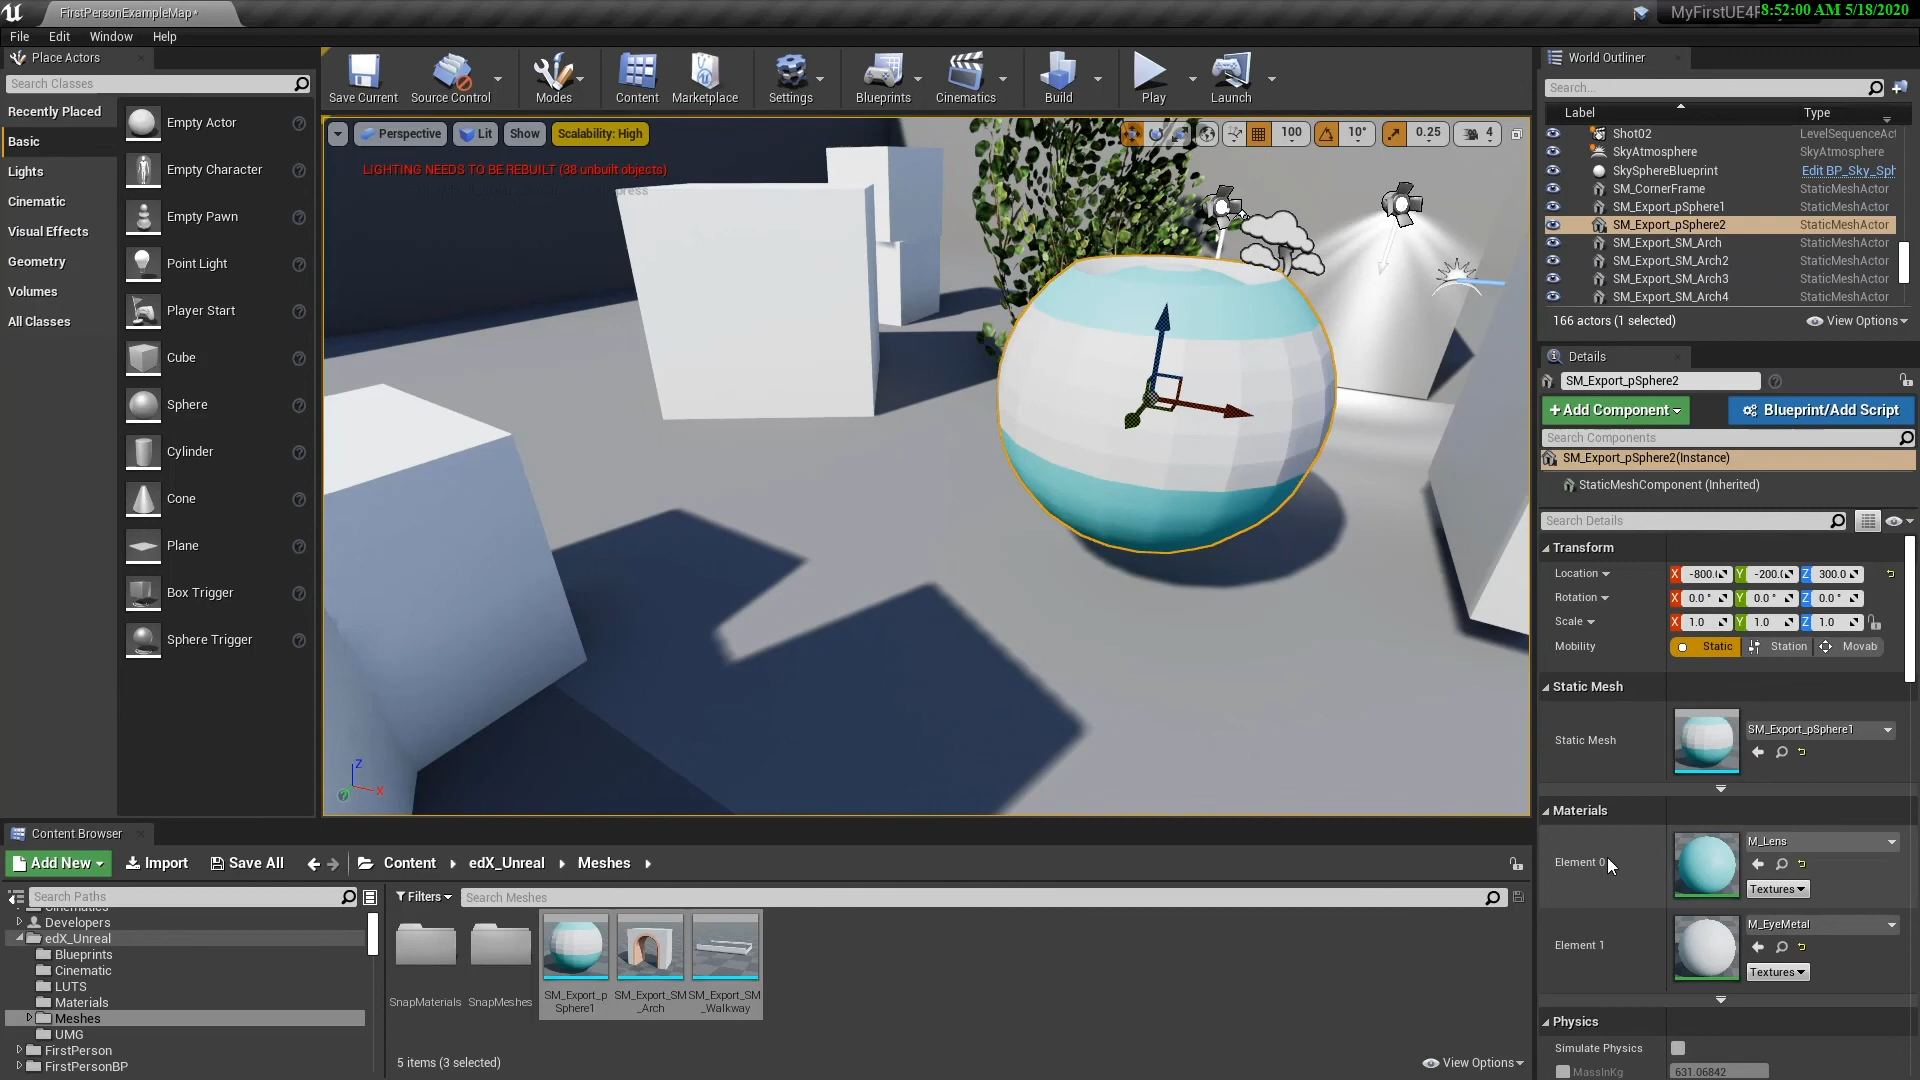 FirstPersonExampleMap*
MyFirstUE4F
8:52:00 AM 5/18/2020
File Edit Window Help
Place Actors
Search Classes
Recently Placed
Basic
Lights
Cinematic
Visual Effects
Geometry
Volumes
All Classes
Empty Actor
Empty Character
Empty Pawn
Point Light
Player Start
Cube
Sphere
Cylinder
Cone
Plane
Box Trigger
Sphere Trigger
Save Current Source Control Modes Content Marketplace Settings Blueprints Cinematics Build Play Launch
Perspective Lit Show Scalability: High 100 10° 0.25 4
LIGHTING NEEDS TO BE REBUILT (38 unbuilt objects)
Z
X
World Outliner
Search...
Label Type
Shot02 LevelSequenceAct
SkyAtmosphere SkyAtmosphere
SkySphereBlueprint Edit BP_Sky_Sph
SM_CornerFrame StaticMeshActor
SM_Export_pSphere1 StaticMeshActor
SM_Export_pSphere2 StaticMeshActor
SM_Export_SM_Arch StaticMeshActor
SM_Export_SM_Arch2 StaticMeshActor
SM_Export_SM_Arch3 StaticMeshActor
SM_Export_SM_Arch4 StaticMeshActor
166 actors (1 selected) View Options
Details
SM_Export_pSphere2
+Add Component Blueprint/Add Script
Search Components
SM_Export_pSphere2(Instance)
StaticMeshComponent (Inherited)
Search Details
Transform
Location X -800.( Y -200.( Z 300.0
Rotation X 0.0 ° Y 0.0 ° Z 0.0 °
Scale X 1.0 Y 1.0 Z 1.0
Mobility Static Station Movab
Static Mesh
Static Mesh SM_Export_pSphere1
Materials
Element 0 M_Lens
Textures
Element 1 M_EyeMetal
Textures
Physics
Simulate Physics
MassInKg 631.06842
Content Browser
Add New Import Save All Content edX_Unreal Meshes
Search Paths
Developers
edX_Unreal
Blueprints
Cinematic
LUTS
Materials
Meshes
UMG
FirstPerson
FirstPersonBP
Filters Search Meshes
SnapMaterials
SnapMeshes
SM_Export_p
Sphere1
SM_Export_SM
_Arch
SM_Export_SM
_Walkway
5 items (3 selected) View Options